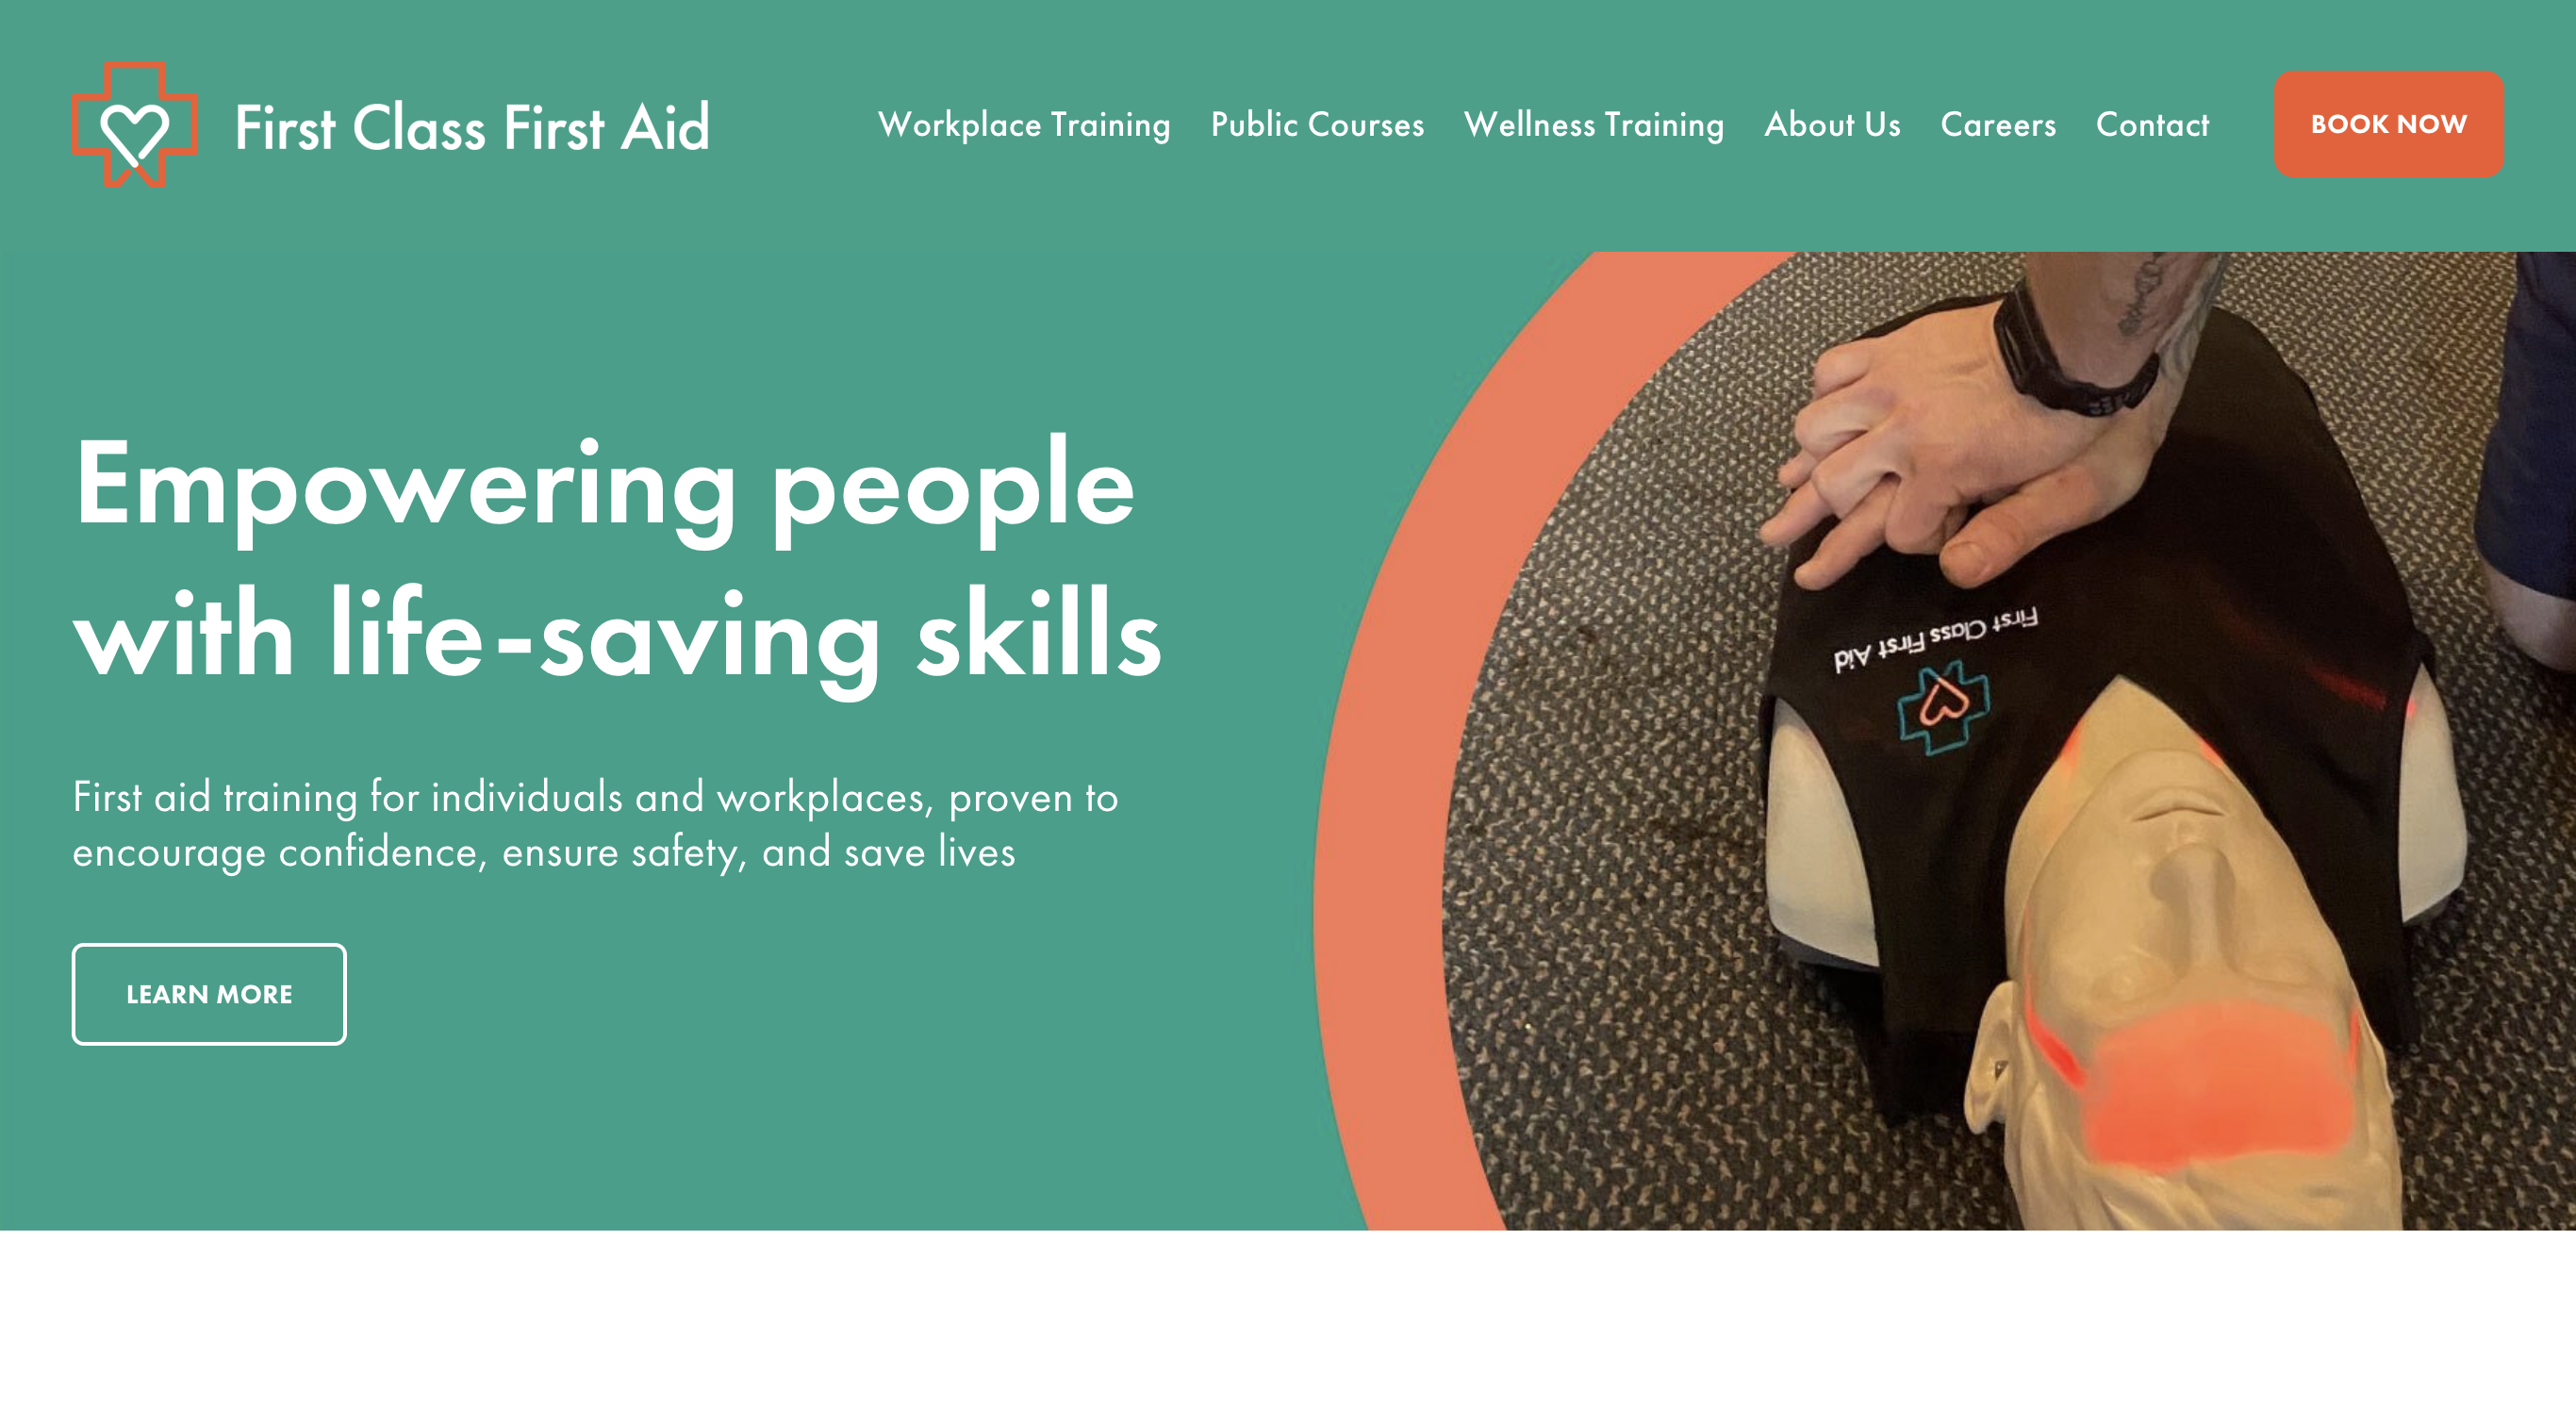 First Class First Aid
Workplace Training
Public Courses
Wellness Training
About Us
Careers
Contact
BOOK NOW
Empowering people
with life-saving skills
First aid training for individuals and workplaces, proven to
encourage confidence, ensure safety, and save lives
LEARN MORE
First Class First Aid